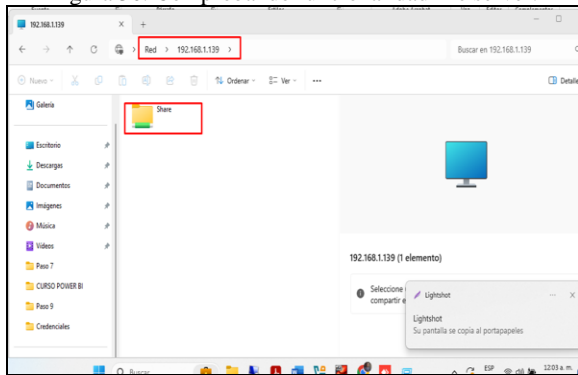 192.168.1.139
Red > 192.168.1.139 >
Buscar en 192.168.1.139
Nuevo
Ordenar
Ver
Detalle
Galería
Share
Escritorio
Descargas
Documentos
Imágenes
Música
Vídeos
Paso 7
CURSO POWER BI
Paso 9
Credenciales
192.168.1.139 (1 elemento)
Seleccione
compartir e
Lightshot
Lightshot
Su pantalla se copia al portapapeles
Buscar
ESP
12:03 a. m.